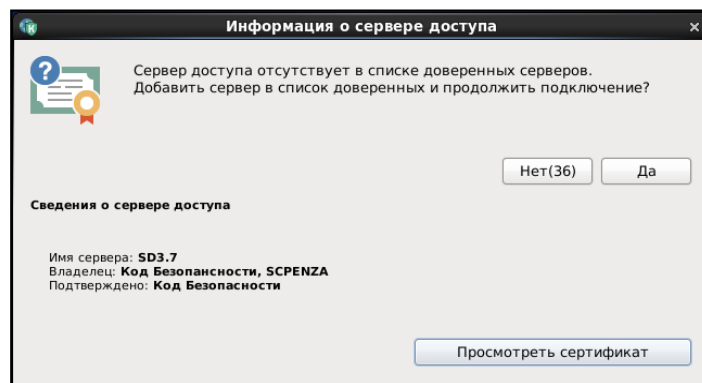 Информация о сервере доступа
Сервер доступа отсутствует в списке доверенных серверов.
Добавить сервер в список доверенных и продолжить подключение?
Нет(36) Да
Сведения о сервере доступа
Имя сервера: SD3.7
Владелец: Код Безопансности, SCPENZA
Подтверждено: Код Безопасности
Просмотреть сертификат